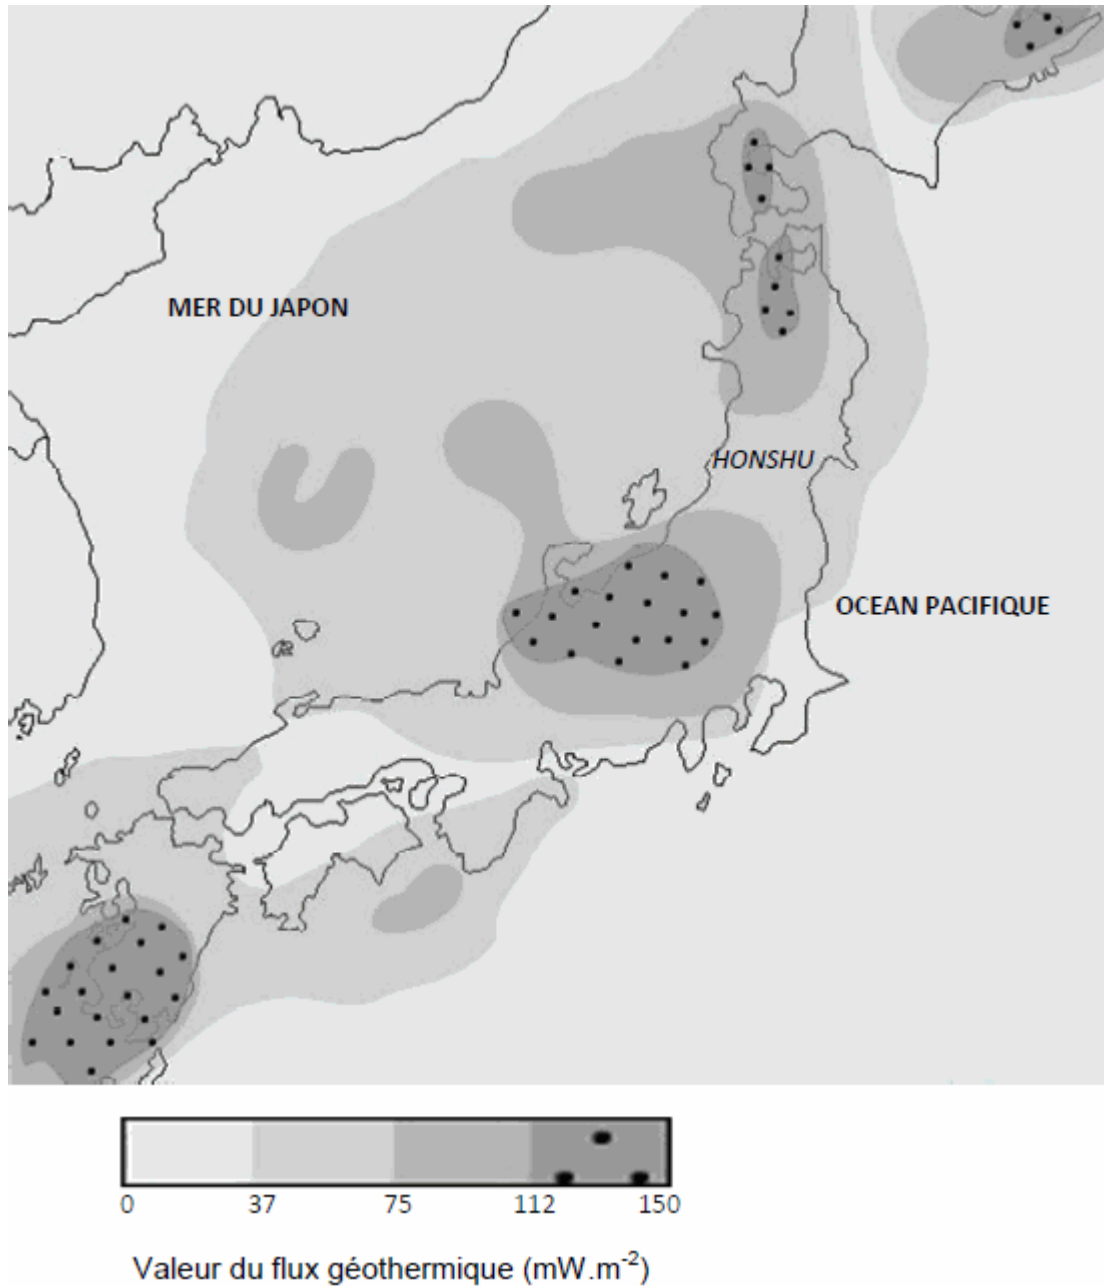 MER DU JAPON
HONSHU
OCEAN PACIFIQUE
0 37 75 112 150
Valeur du flux géothermique (mW.m⁻²)